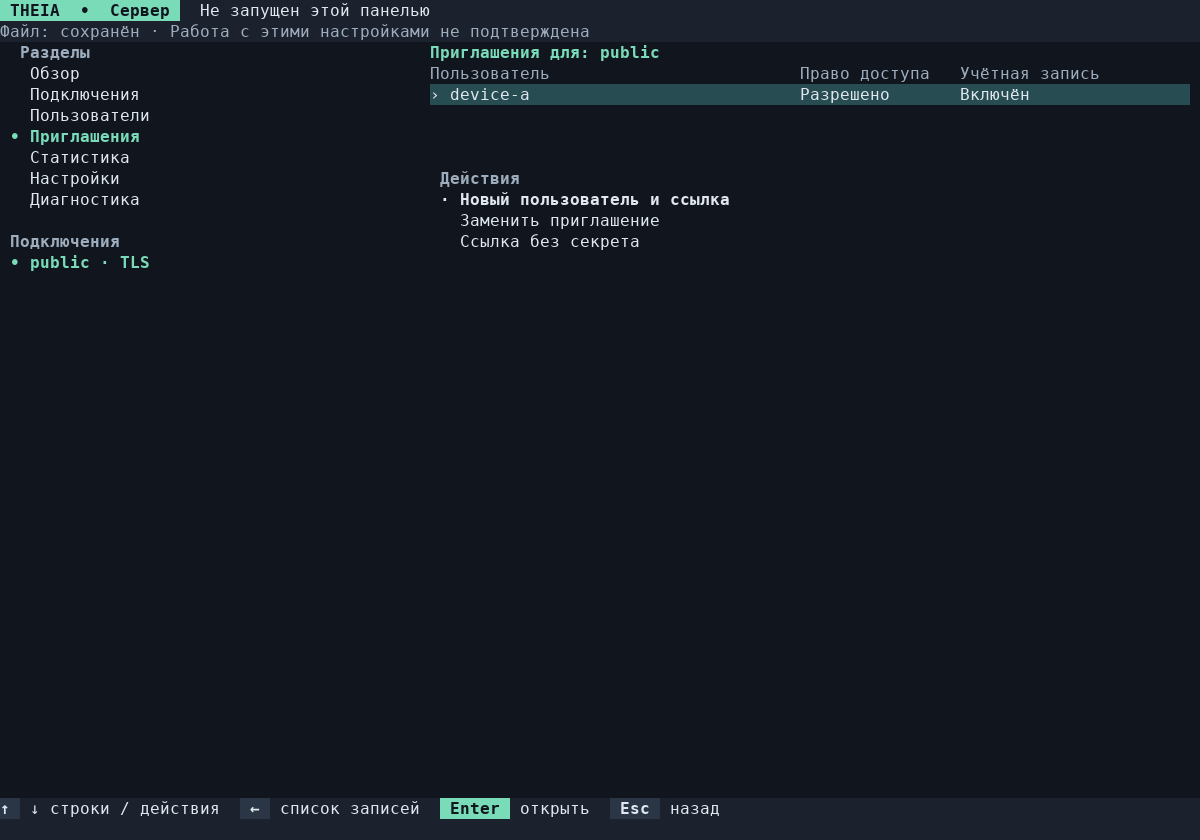 THEIA • Сервер Не запущен этой панелью
Файл: сохранён · Работа с этими настройками не подтверждена
Разделы
Обзор
Подключения
Пользователи
• Приглашения
Статистика
Настройки
Диагностика
Подключения
• public · TLS
Приглашения для: public
Пользователь Право доступа Учётная запись
› device-a Разрешено Включён
Действия
· Новый пользователь и ссылка
Заменить приглашение
Ссылка без секрета
↑ ↓ строки / действия ← список записей Enter открыть Esc назад